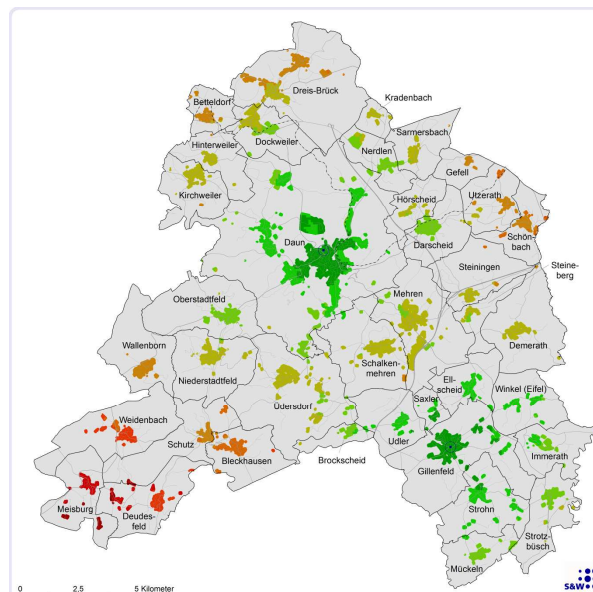 Dreis-Brück
Betteldorf
Kradenbach
Sarmersbach
Hinterweiler
Dockweiler
Nerdlen
Gefell
Kirchweiler
Hörscheid
Utzerath
Daun
Darscheid
Schön-
bach
Steiningen
Steine-
berg
Oberstadtfeld
Mehren
Wallenborn
Demerath
Niederstadtfeld
Schalken-
mehren
Ell-
scheid
Winkel (Eifel)
Saxler
Üdersdorf
Weidenbach
Schutz
Udler
Bleckhausen
Brockscheid
Gillenfeld
Immerath
Meisburg
Deudes-
feld
Strohn
Strotz-
büsch
Mückeln
0 2,5 5 Kilometer
S&W